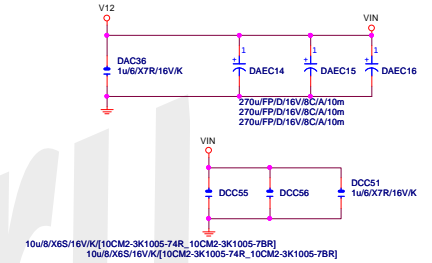 V12
VIN
DAC36
1u/6/X7R/16V/K
1
+
DAEC14
1
+
DAEC15
1
+
DAEC16
270u/FP/D/16V/8C/A/10m
270u/FP/D/16V/8C/A/10m
270u/FP/D/16V/8C/A/10m
VIN
DCC55
DCC56
DCC51
1u/6/X7R/16V/K
10u/8/X6S/16V/K/[10CM2-3K1005-74R_10CM2-3K1005-7BR]
10u/8/X6S/16V/K/[10CM2-3K1005-74R_10CM2-3K1005-7BR]